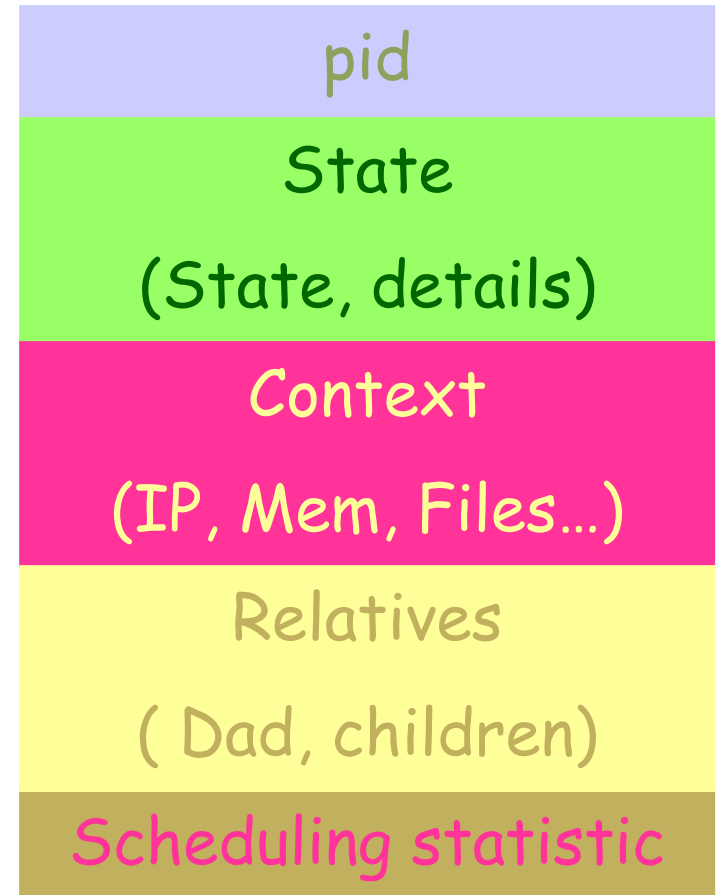 pid
State
(State, details)
Context
(IP, Mem, Files…)
Relatives
( Dad, children)
Scheduling statistic